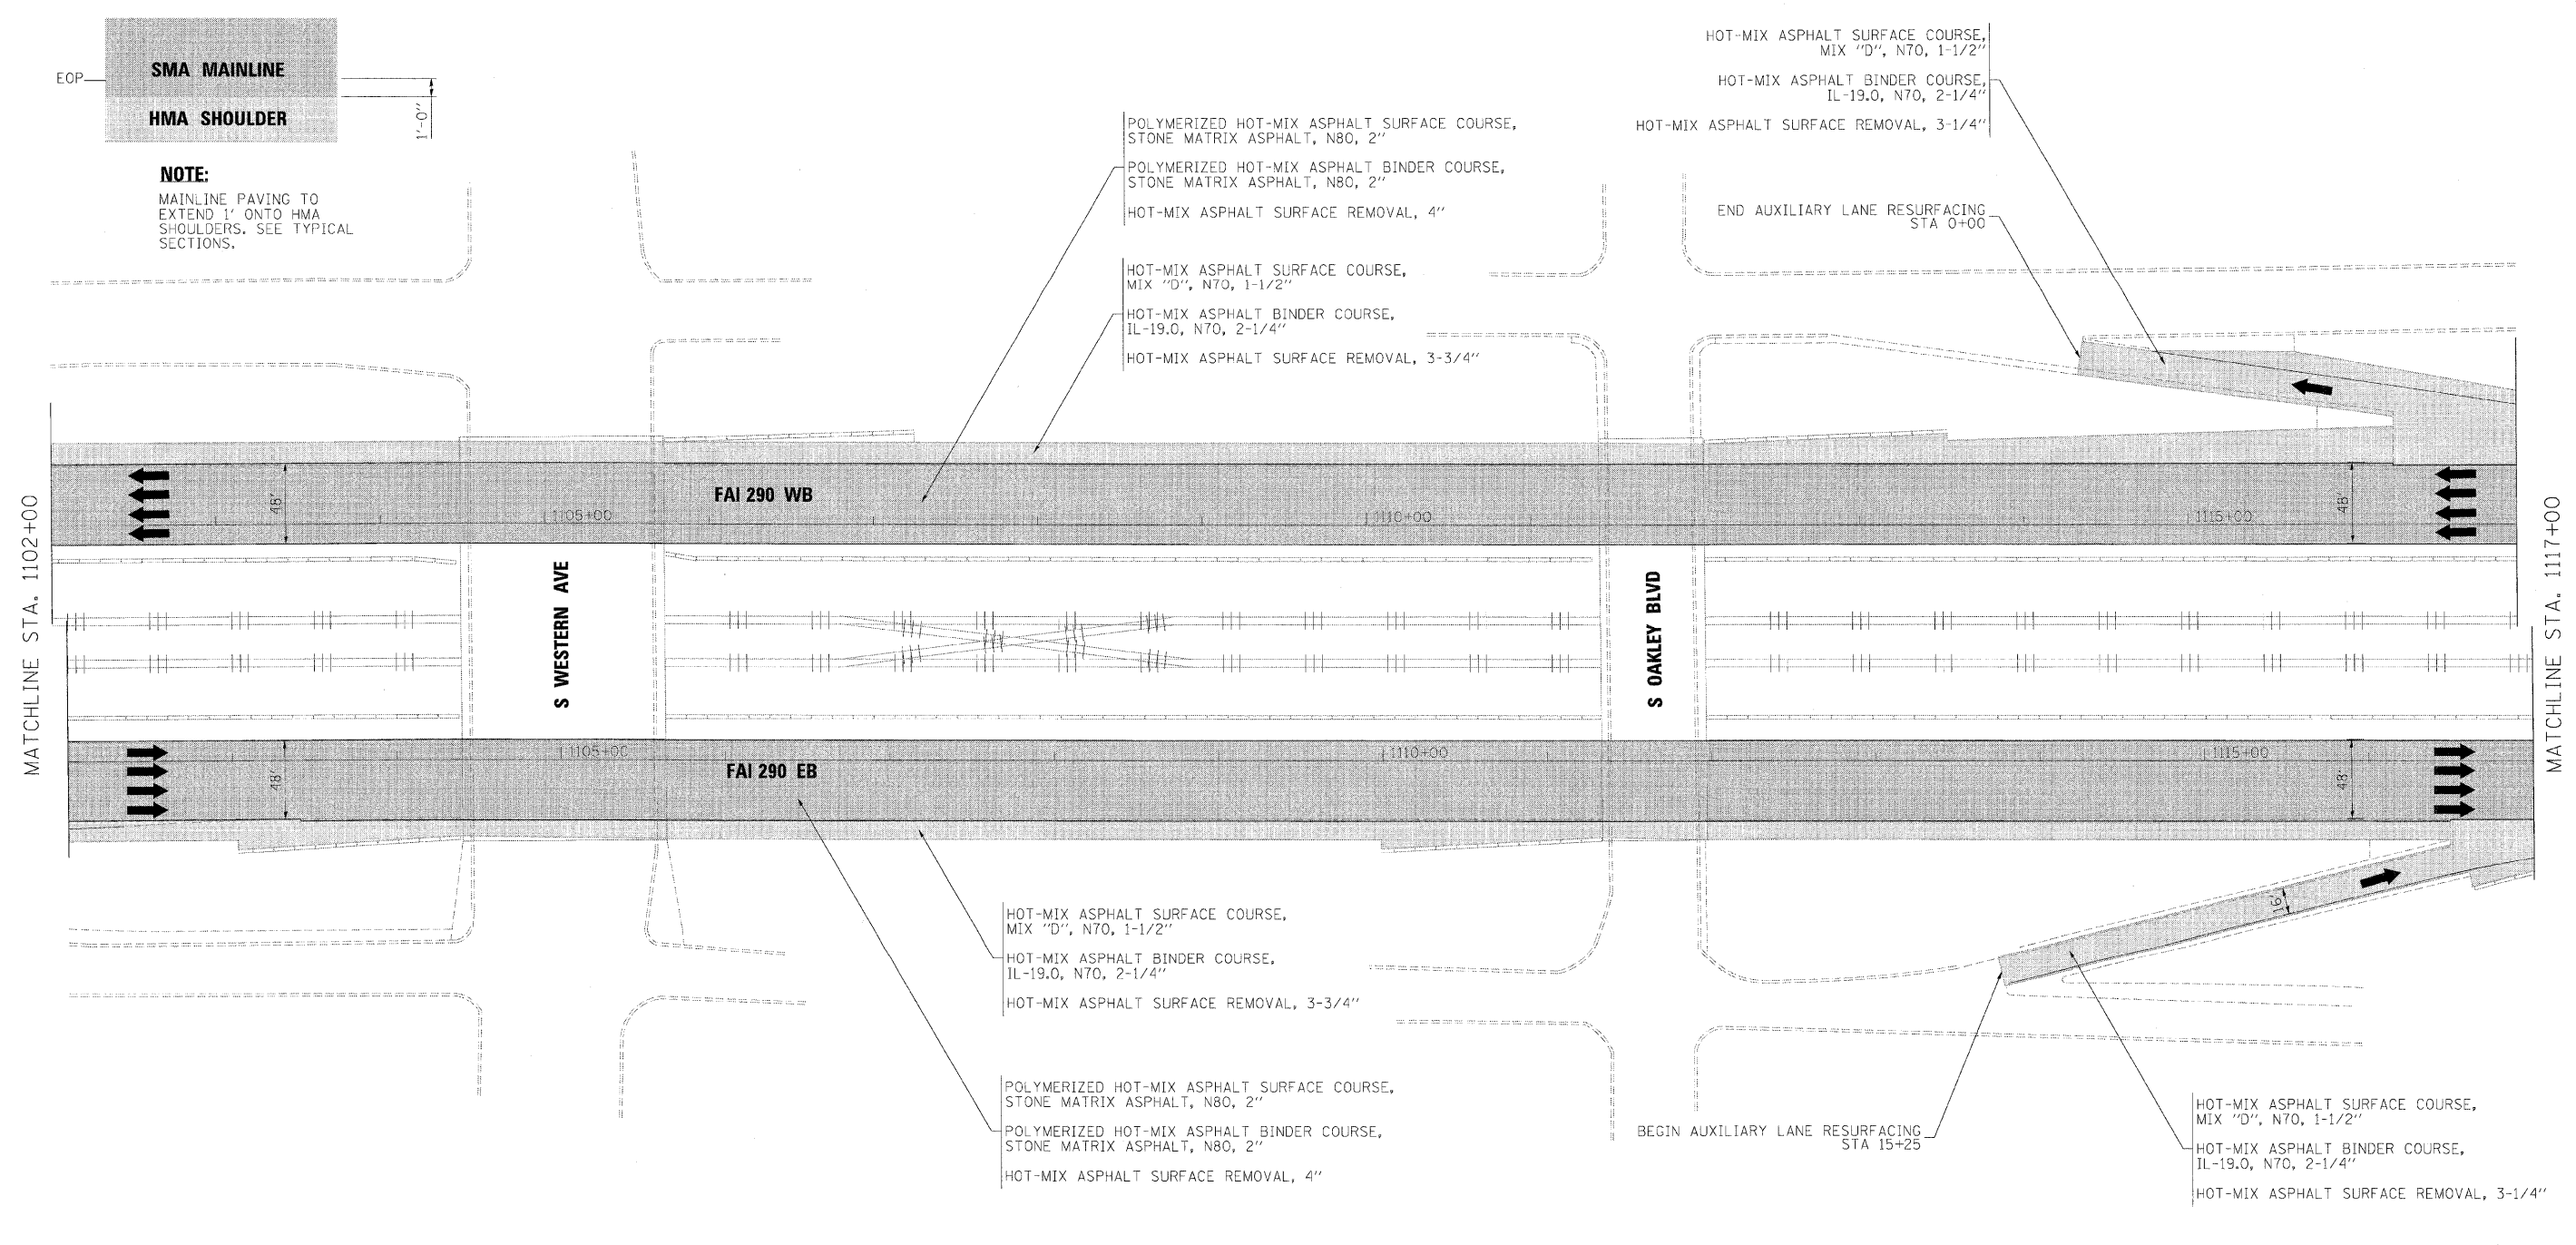 SMA MAINLINE
EOP
HMA SHOULDER
1'-0"
NOTE:
MAINLINE PAVING TO
EXTEND 1' ONTO HMA
SHOULDERS. SEE TYPICAL
SECTIONS.
POLYMERIZED HOT-MIX ASPHALT SURFACE COURSE,
STONE MATRIX ASPHALT, N80, 2"
POLYMERIZED HOT-MIX ASPHALT BINDER COURSE,
STONE MATRIX ASPHALT, N80, 2"
HOT-MIX ASPHALT SURFACE REMOVAL, 4"
HOT-MIX ASPHALT SURFACE COURSE,
MIX "D", N70, 1-1/2"
HOT-MIX ASPHALT BINDER COURSE,
IL-19.0, N70, 2-1/4"
HOT-MIX ASPHALT SURFACE REMOVAL, 3-3/4"
HOT-MIX ASPHALT SURFACE COURSE,
MIX "D", N70, 1-1/2"
HOT-MIX ASPHALT BINDER COURSE,
IL-19.0, N70, 2-1/4"
HOT-MIX ASPHALT SURFACE REMOVAL, 3-1/4"
END AUXILIARY LANE RESURFACING
STA 0+00
MATCHLINE STA. 1102+00
48'
FAI 290 WB
1105+00
1110+00
1115+00
48'
MATCHLINE STA. 1117+00
S WESTERN AVE
S OAKLEY BLVD
48'
1105+00
FAI 290 EB
1110+00
1115+00
48'
16'
HOT-MIX ASPHALT SURFACE COURSE,
MIX "D", N70, 1-1/2"
HOT-MIX ASPHALT BINDER COURSE,
IL-19.0, N70, 2-1/4"
HOT-MIX ASPHALT SURFACE REMOVAL, 3-3/4"
POLYMERIZED HOT-MIX ASPHALT SURFACE COURSE,
STONE MATRIX ASPHALT, N80, 2"
POLYMERIZED HOT-MIX ASPHALT BINDER COURSE,
STONE MATRIX ASPHALT, N80, 2"
HOT-MIX ASPHALT SURFACE REMOVAL, 4"
BEGIN AUXILIARY LANE RESURFACING
STA 15+25
HOT-MIX ASPHALT SURFACE COURSE,
MIX "D", N70, 1-1/2"
HOT-MIX ASPHALT BINDER COURSE,
IL-19.0, N70, 2-1/4"
HOT-MIX ASPHALT SURFACE REMOVAL, 3-1/4"